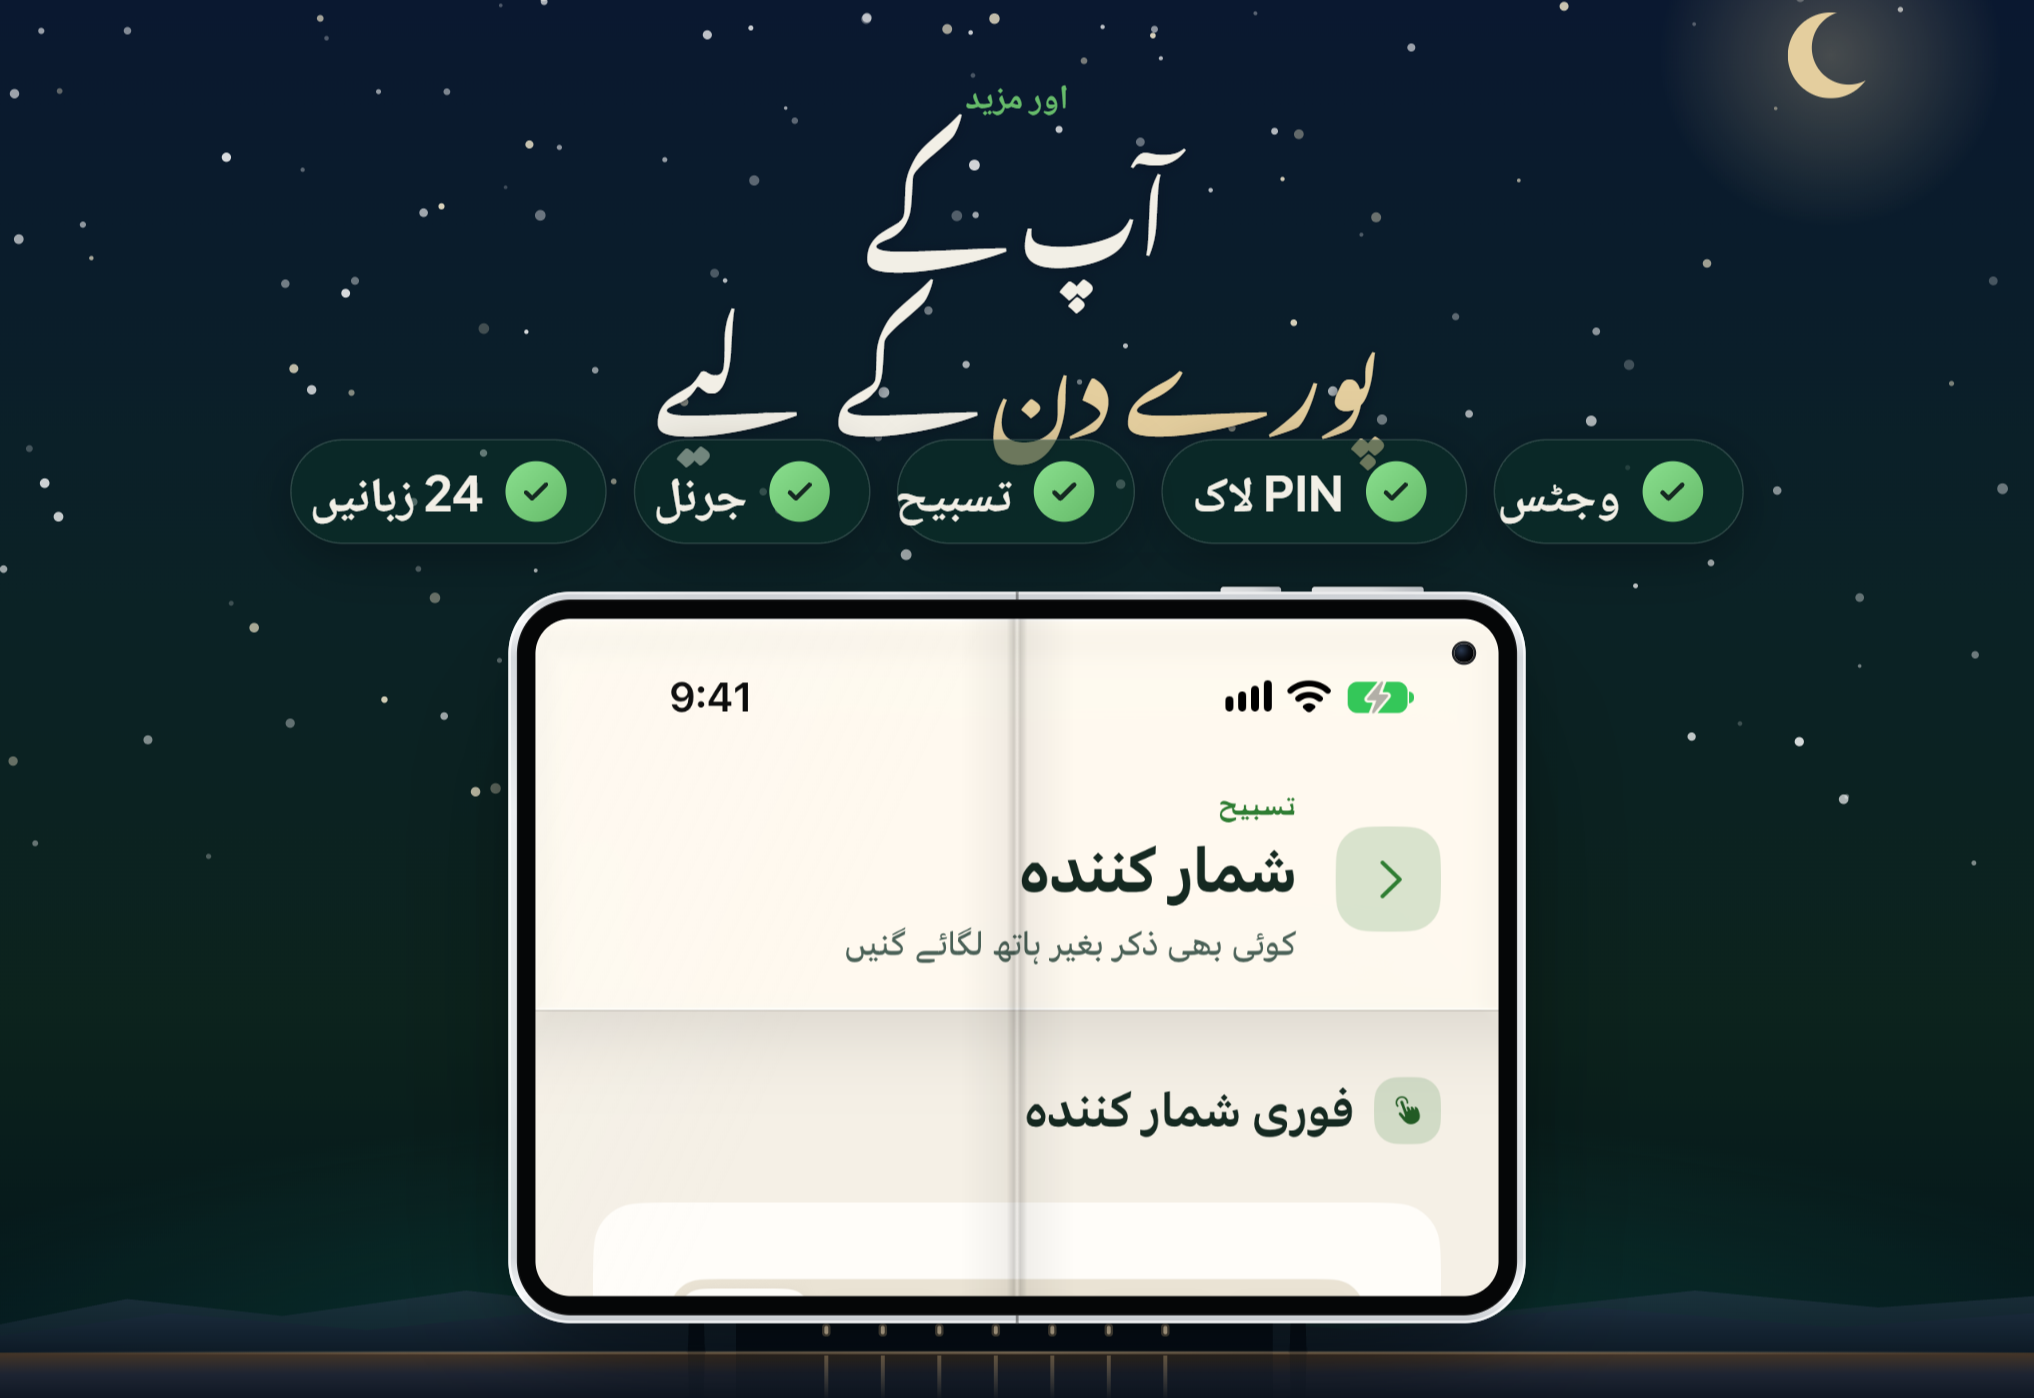 اور مزید
آپ کے
پورے دن کے لیے
وجٹس
PIN لاک
تسبیح
جرنل
24 زبانیں
9:41
تسبیح
شمار کنندہ
کوئی بھی ذکر بغیر ہاتھ لگائے گنیں
فوری شمار کنندہ